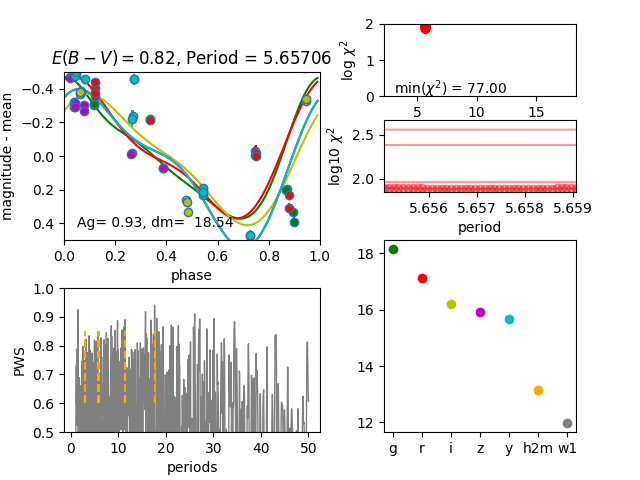 E(B − V) = 0.82, Period = 5.65706
−0.4
−0.2
0.0
0.2
0.4
magnitude - mean
Ag= 0.93, dm=  18.54
0.0 0.2 0.4 0.6 0.8 1.0
phase
2
1
0
log χ²
min(χ²) = 77.00
5 10 15
2.5
2.0
log10 χ²
5.656 5.657 5.658 5.659
period
1.0
0.9
0.8
0.7
0.6
0.5
PWS
0 10 20 30 40 50
periods
18
16
14
12
g r i z y h2m w1